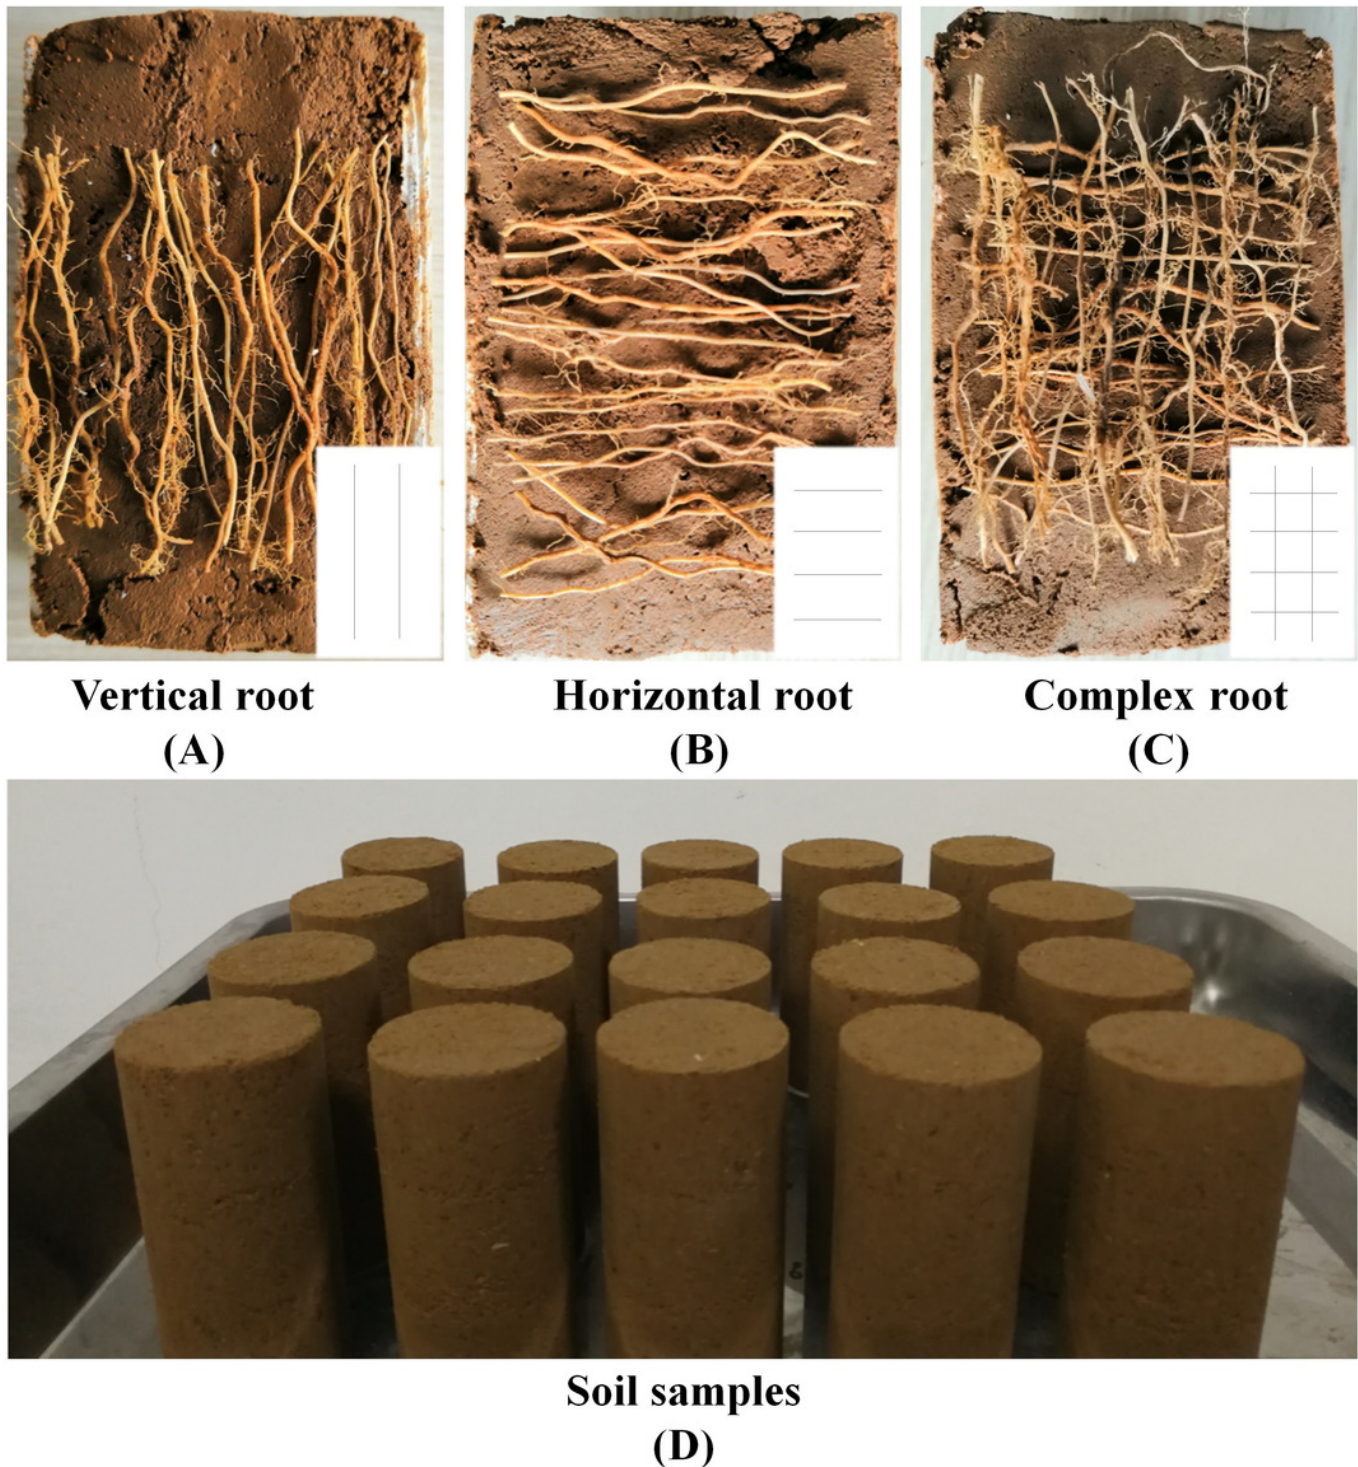 Vertical root
(A)
Horizontal root
(B)
Complex root
(C)
Soil samples
(D)